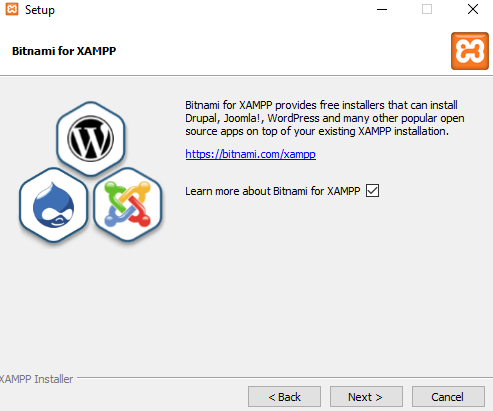 Setup
Bitnami for XAMPP
Bitnami for XAMPP provides free installers that can install
Drupal, Joomla!, WordPress and many other popular open
source apps on top of your existing XAMPP installation.
https://bitnami.com/xampp
Learn more about Bitnami for XAMPP
XAMPP Installer
< Back
Next >
Cancel